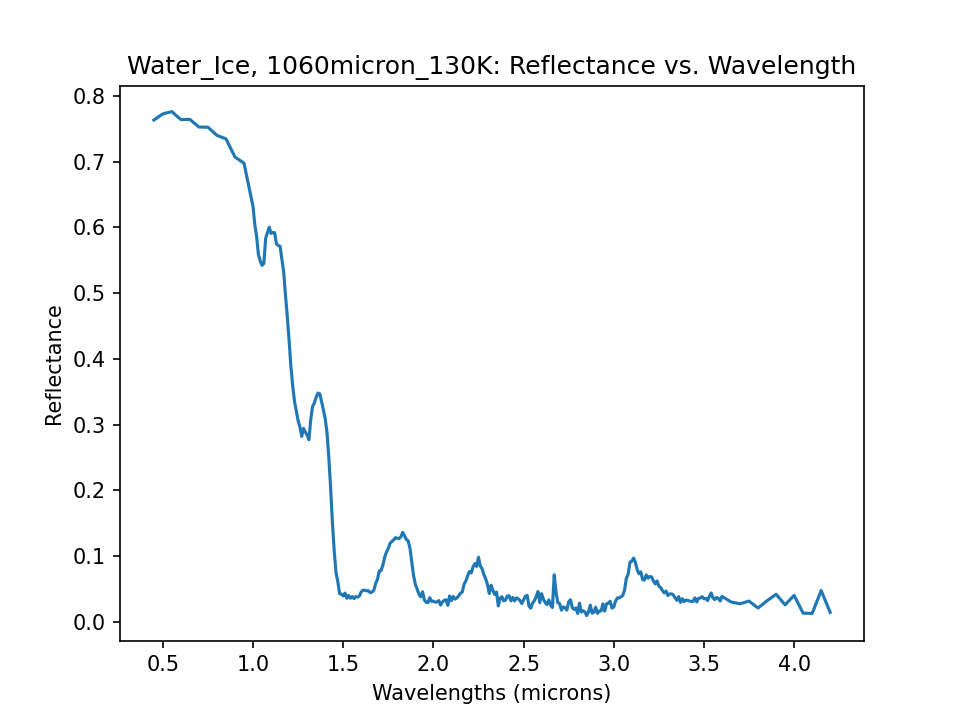 Water_Ice, 1060micron_130K: Reflectance vs. Wavelength
0.8
0.7
0.6
0.5
0.4
0.3
0.2
0.1
0.0
Reflectance
0.5 1.0 1.5 2.0 2.5 3.0 3.5 4.0
Wavelengths (microns)